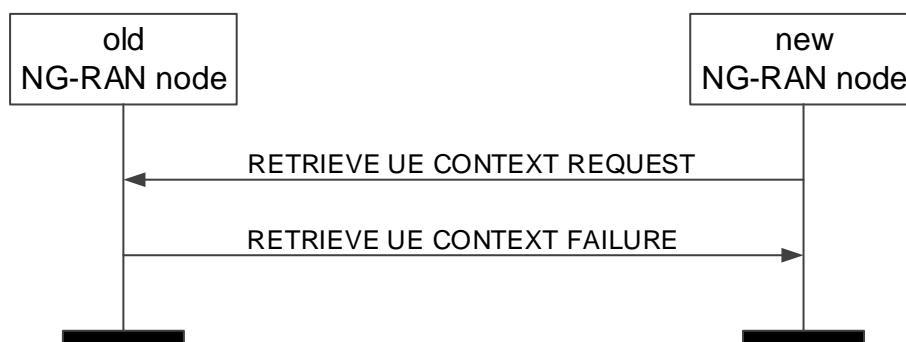 old
NG-RAN node
new
NG-RAN node
RETRIEVE UE CONTEXT REQUEST
RETRIEVE UE CONTEXT FAILURE